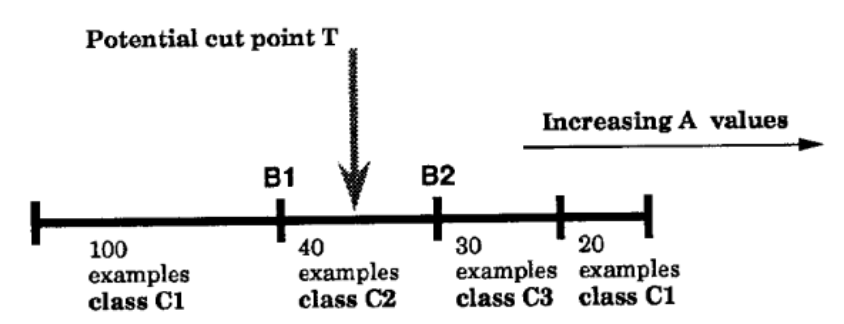 Potential cut point T
Increasing A values
B1
B2
100
examples
class C1
40
examples
class C2
30
examples
class C3
20
examples
class C1